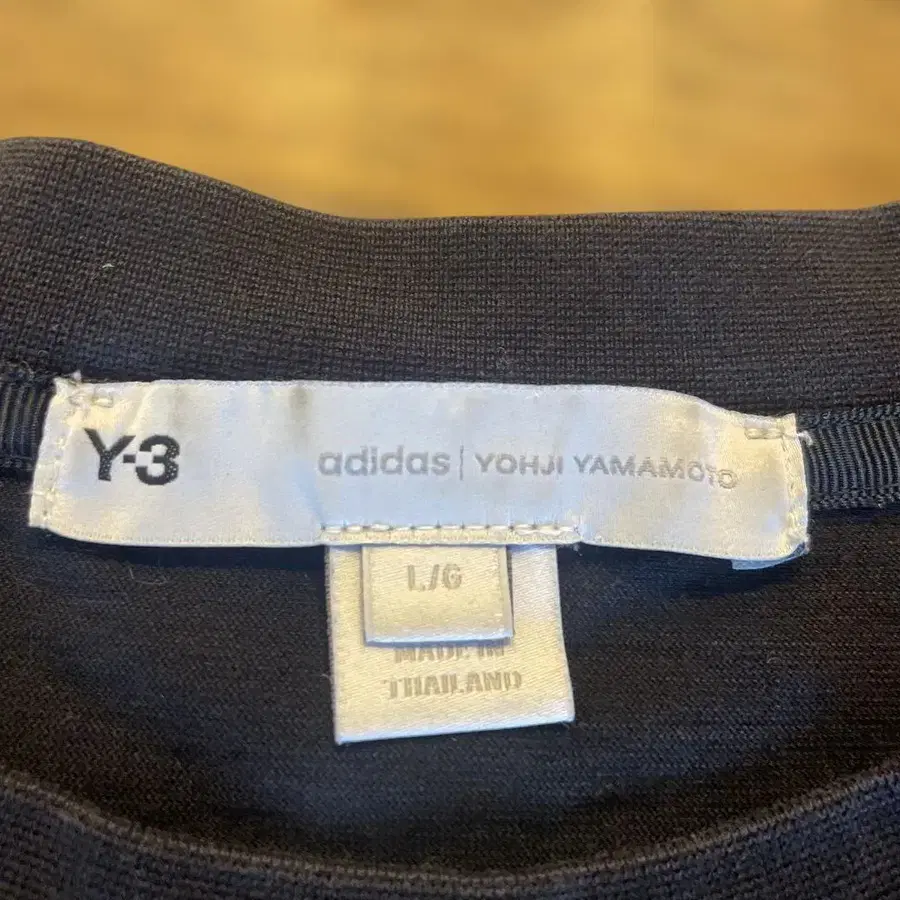 Y-3 adidas | YOHJI YAMAMOTO
L/G
MADE IN
THAILAND